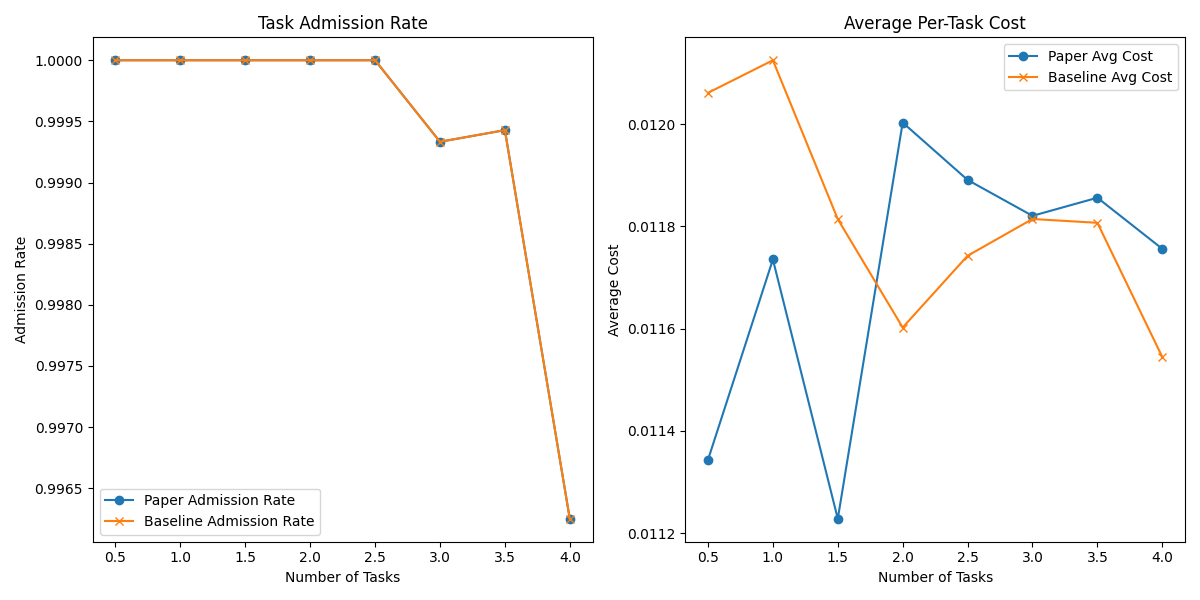 Task Admission Rate
Admission Rate
1.0000
0.9995
0.9990
0.9985
0.9980
0.9975
0.9970
0.9965
Paper Admission Rate
Baseline Admission Rate
0.5 1.0 1.5 2.0 2.5 3.0 3.5 4.0
Number of Tasks
Average Per-Task Cost
Average Cost
0.0120
0.0118
0.0116
0.0114
0.0112
Paper Avg Cost
Baseline Avg Cost
0.5 1.0 1.5 2.0 2.5 3.0 3.5 4.0
Number of Tasks